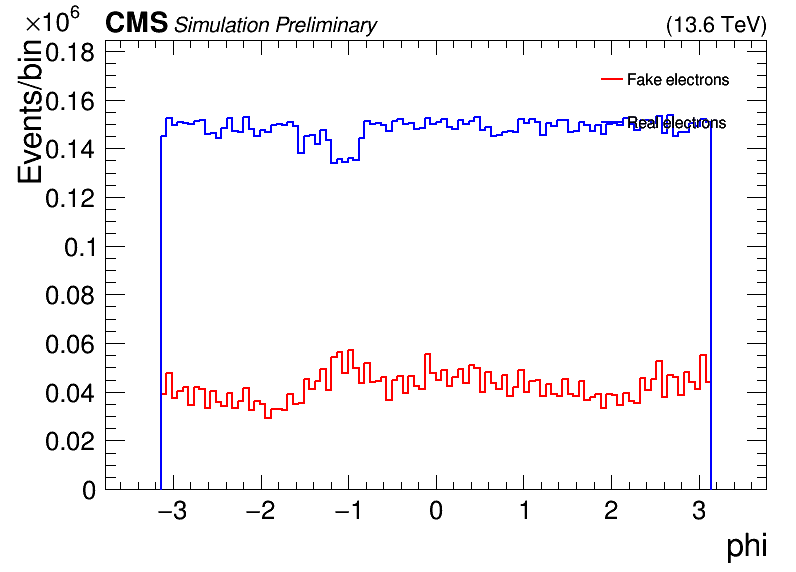 ×10⁶
CMS Simulation Preliminary (13.6 TeV)
Events/bin
0.18
0.16
0.14
0.12
0.1
0.08
0.06
0.04
0.02
0
Fake electrons
Real electrons
−3 −2 −1 0 1 2 3
phi